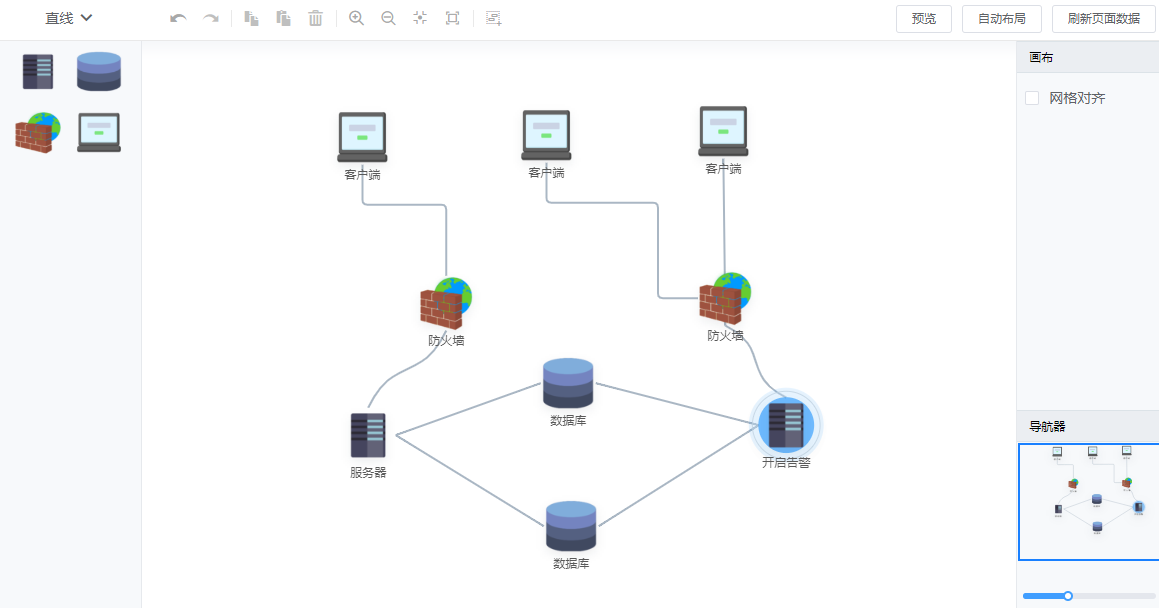 直线
预览
自动布局
刷新页面数据
画布
网格对齐
客户端
客户端
客户端
防火墙
防火墙
数据库
服务器
开启告警
数据库
导航器